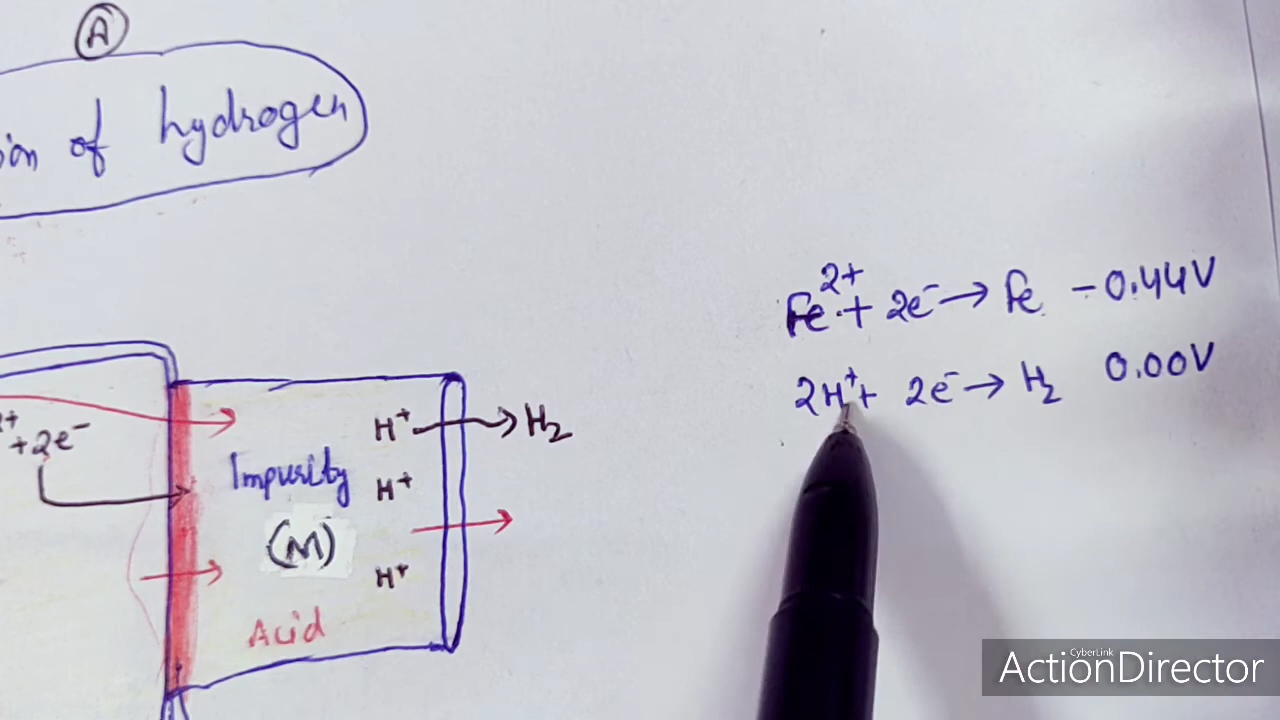 A
of hydrogen
Fe²⁺ + 2e⁻ → Fe -0.44V
2H⁺ + 2e⁻ → H₂ 0.00V
+2e⁻
H⁺ → H₂
Impurity
H⁺
(M)
H⁺
Acid
CyberLink
ActionDirector